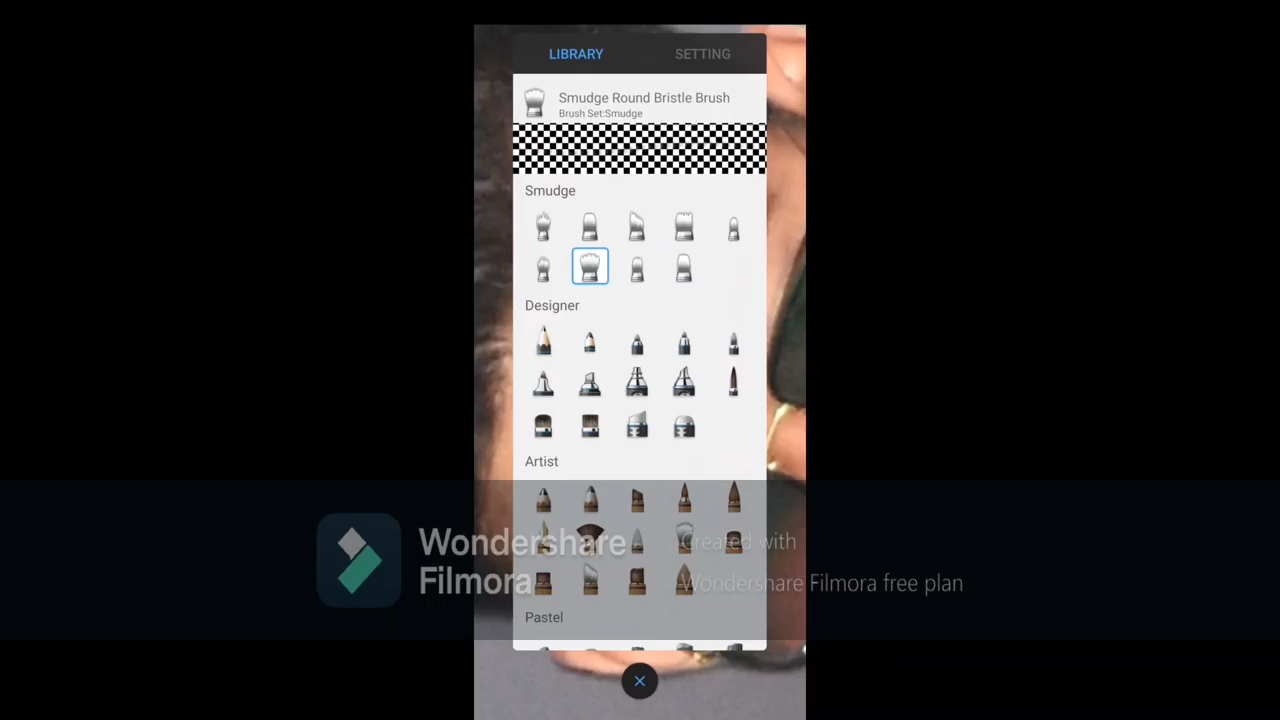 LIBRARY
SETTING
Smudge Round Bristle Brush
Brush Set:Smudge
Smudge
Designer
Artist
Wondershare
Filmora
Created with
Wondershare Filmora free plan
Pastel